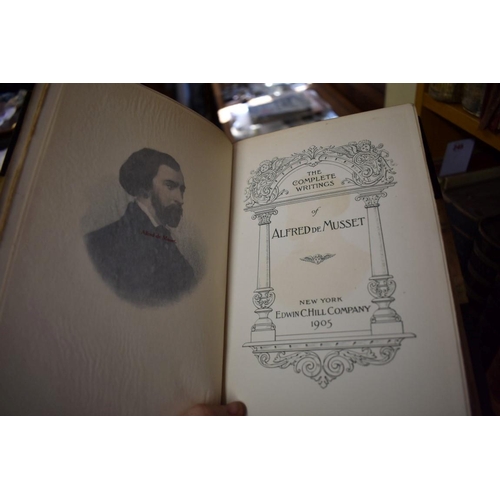 THE
COMPLETE
WRITINGS
of
ALFRED DE MUSSET
NEW YORK
EDWIN C. HILL COMPANY
1905